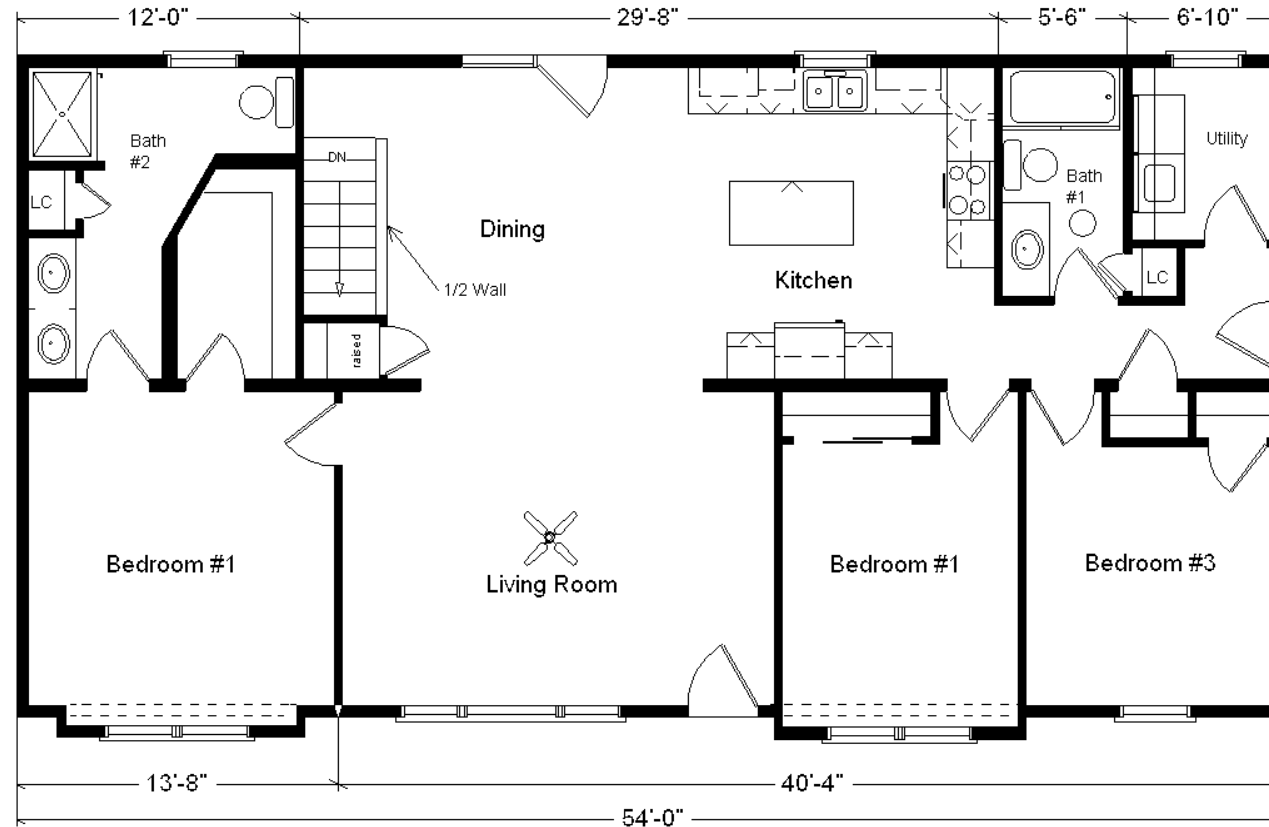 12'-0"
29'-8"
5'-6"
6'-10"
Bath
#2
DN
LC
Dining
1/2 Wall
raised
Kitchen
Bath
#1
Utility
LC
Bedroom #1
Living Room
Bedroom #1
Bedroom #3
13'-8"
40'-4"
54'-0"